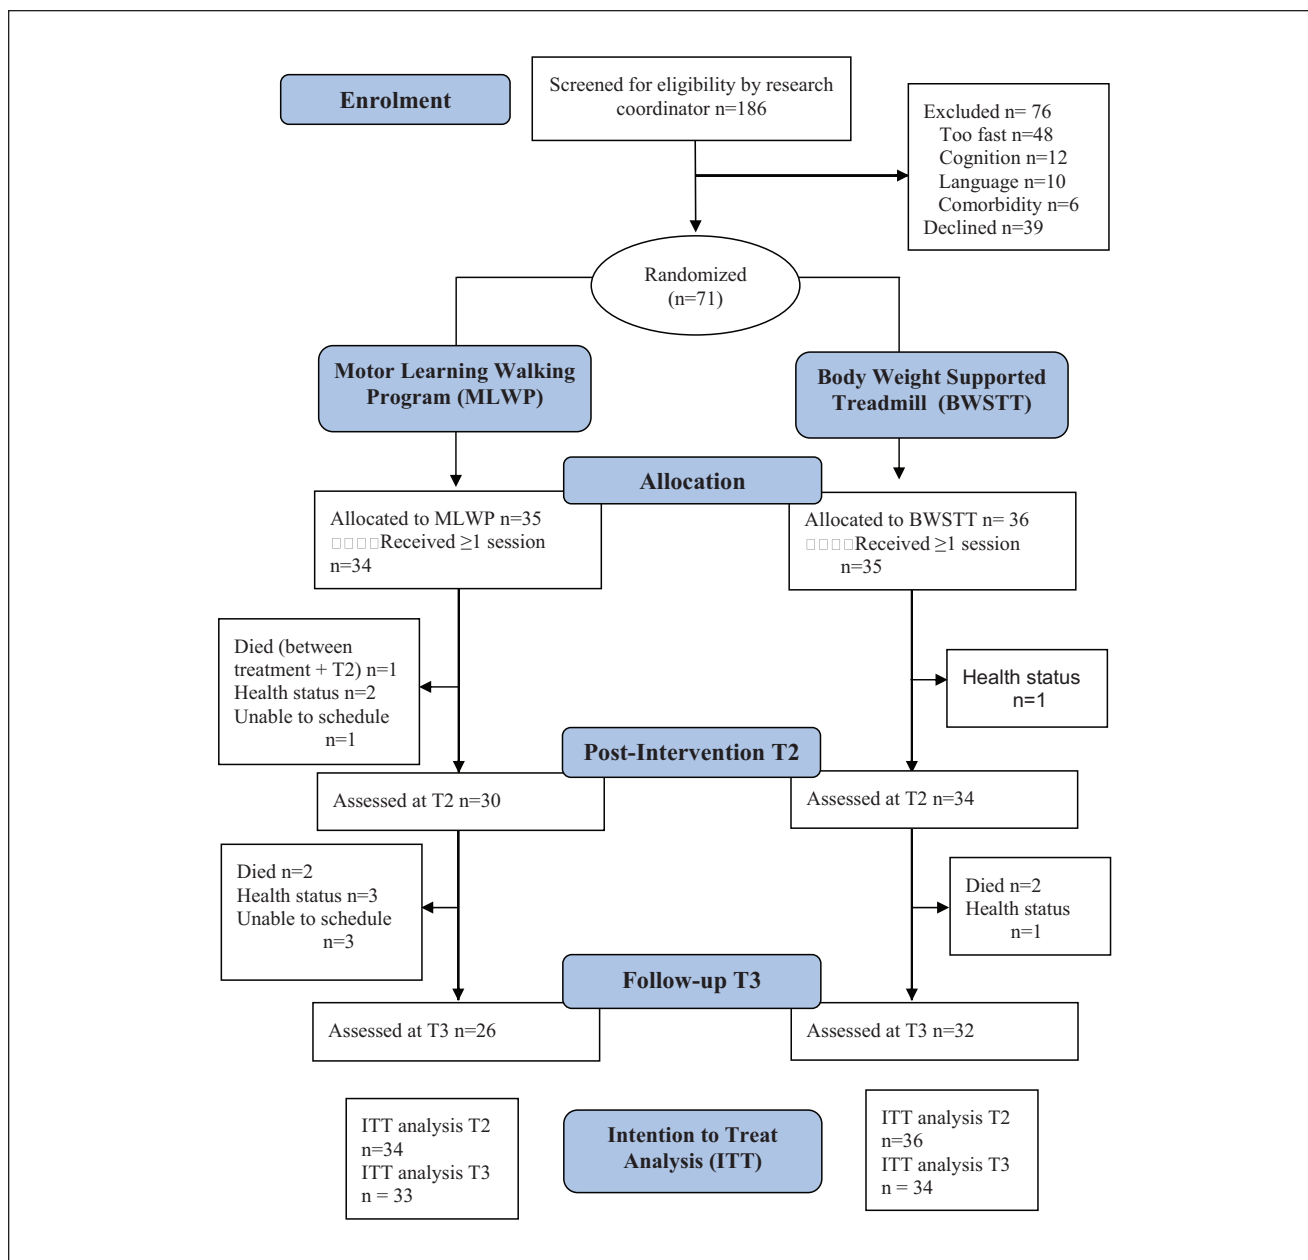 Enrolment
Screened for eligibility by research
coordinator n=186
Excluded n= 76
Too fast n=48
Cognition n=12
Language n=10
Comorbidity n=6
Declined n=39
Randomized
(n=71)
Motor Learning Walking
Program (MLWP)
Body Weight Supported
Treadmill (BWSTT)
Allocation
Allocated to MLWP n=35
□□□□Received ≥1 session
n=34
Allocated to BWSTT n= 36
□□□□Received ≥1 session
n=35
Died (between
treatment + T2) n=1
Health status n=2
Unable to schedule
n=1
Health status
n=1
Post-Intervention T2
Assessed at T2 n=30
Assessed at T2 n=34
Died n=2
Health status n=3
Unable to schedule
n=3
Died n=2
Health status
n=1
Follow-up T3
Assessed at T3 n=26
Assessed at T3 n=32
ITT analysis T2
n=34
ITT analysis T3
n = 33
Intention to Treat
Analysis (ITT)
ITT analysis T2
n=36
ITT analysis T3
n = 34